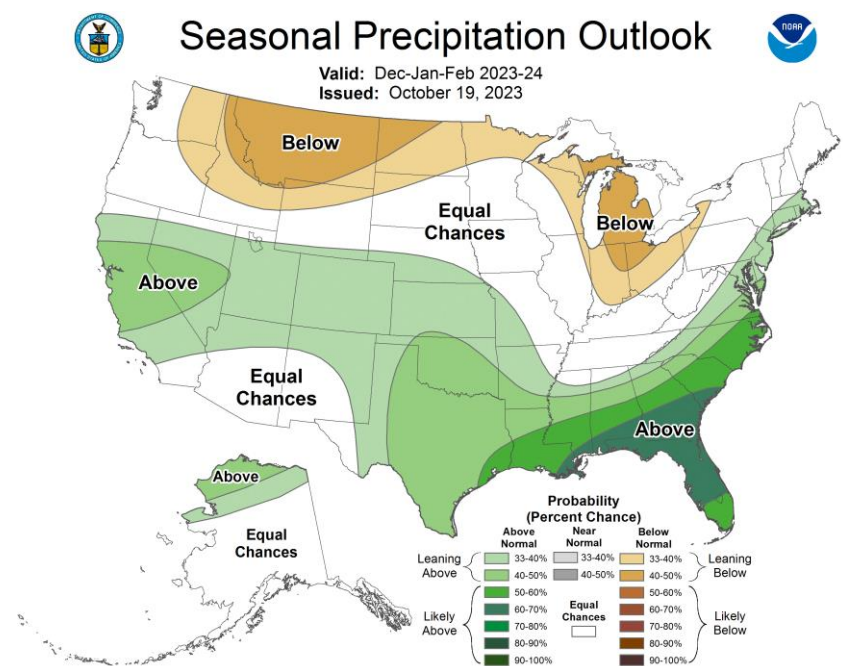 Seasonal Precipitation Outlook
NOAA
Valid: Dec-Jan-Feb 2023-24
Issued: October 19, 2023
Below
Equal
Chances
Below
Above
Equal
Chances
Above
Above
Equal
Chances
Probability
(Percent Chance)
Above
Normal
Near
Normal
Below
Normal
Leaning
Above
33-40%
33-40%
33-40%
Leaning
Below
40-50%
40-50%
40-50%
Likely
Above
50-60%
50-60%
60-70%
Equal
Chances
60-70%
Likely
Below
70-80%
70-80%
80-90%
80-90%
90-100%
90-100%